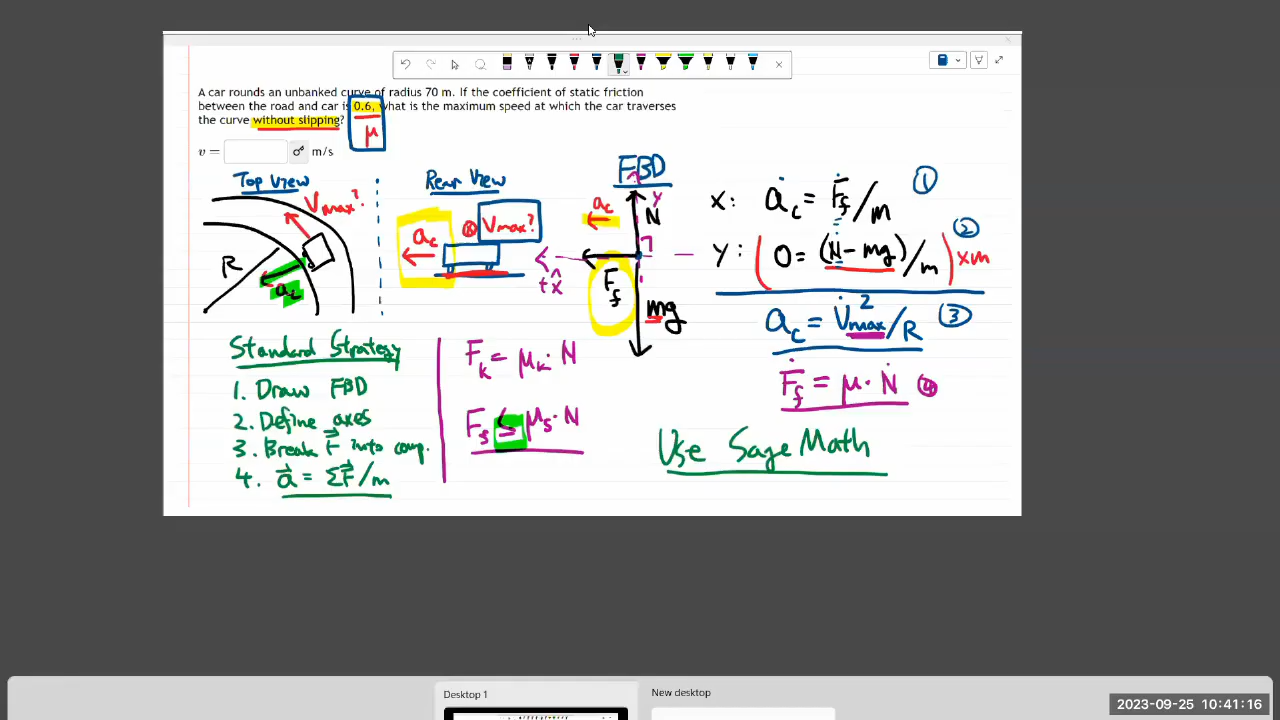 A car rounds an unbanked curve of radius 70 m. If the coefficient of static friction
between the road and car is 0.6, what is the maximum speed at which the car traverses
the curve without slipping?
μ
v = m/s
Top View
Vmax?
R
ac
Rear View
ac
Vmax?
FBD
y
ac
N
+x̂
Ff
mg
X: ac = Ff/m ①
Y: (0 = (N - mg)/m) xm ②
ac = Vmax²/R ③
Ff = μ · N ④
Use Sage Math
Standard Strategy
1. Draw FBD
2. Define axes
3. Break F⃗ into comp.
4. a⃗ = ΣF⃗/m
Fk = μk · N
Fs ≤ μs · N
Desktop 1
New desktop
2023-09-25 10:41:16